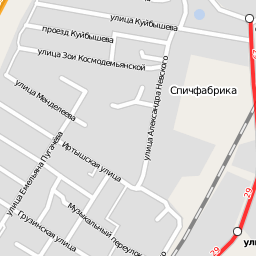 улица Куйбышева
проезд Куйбышева
улица Зои Космодемьянской
улица Менделеева
Спичфабрика
улица Александра Невского
улица Емельяна Пугачёва
Иртышская улица
29
Музыкальный переулок
Грузинская улица
29
ул